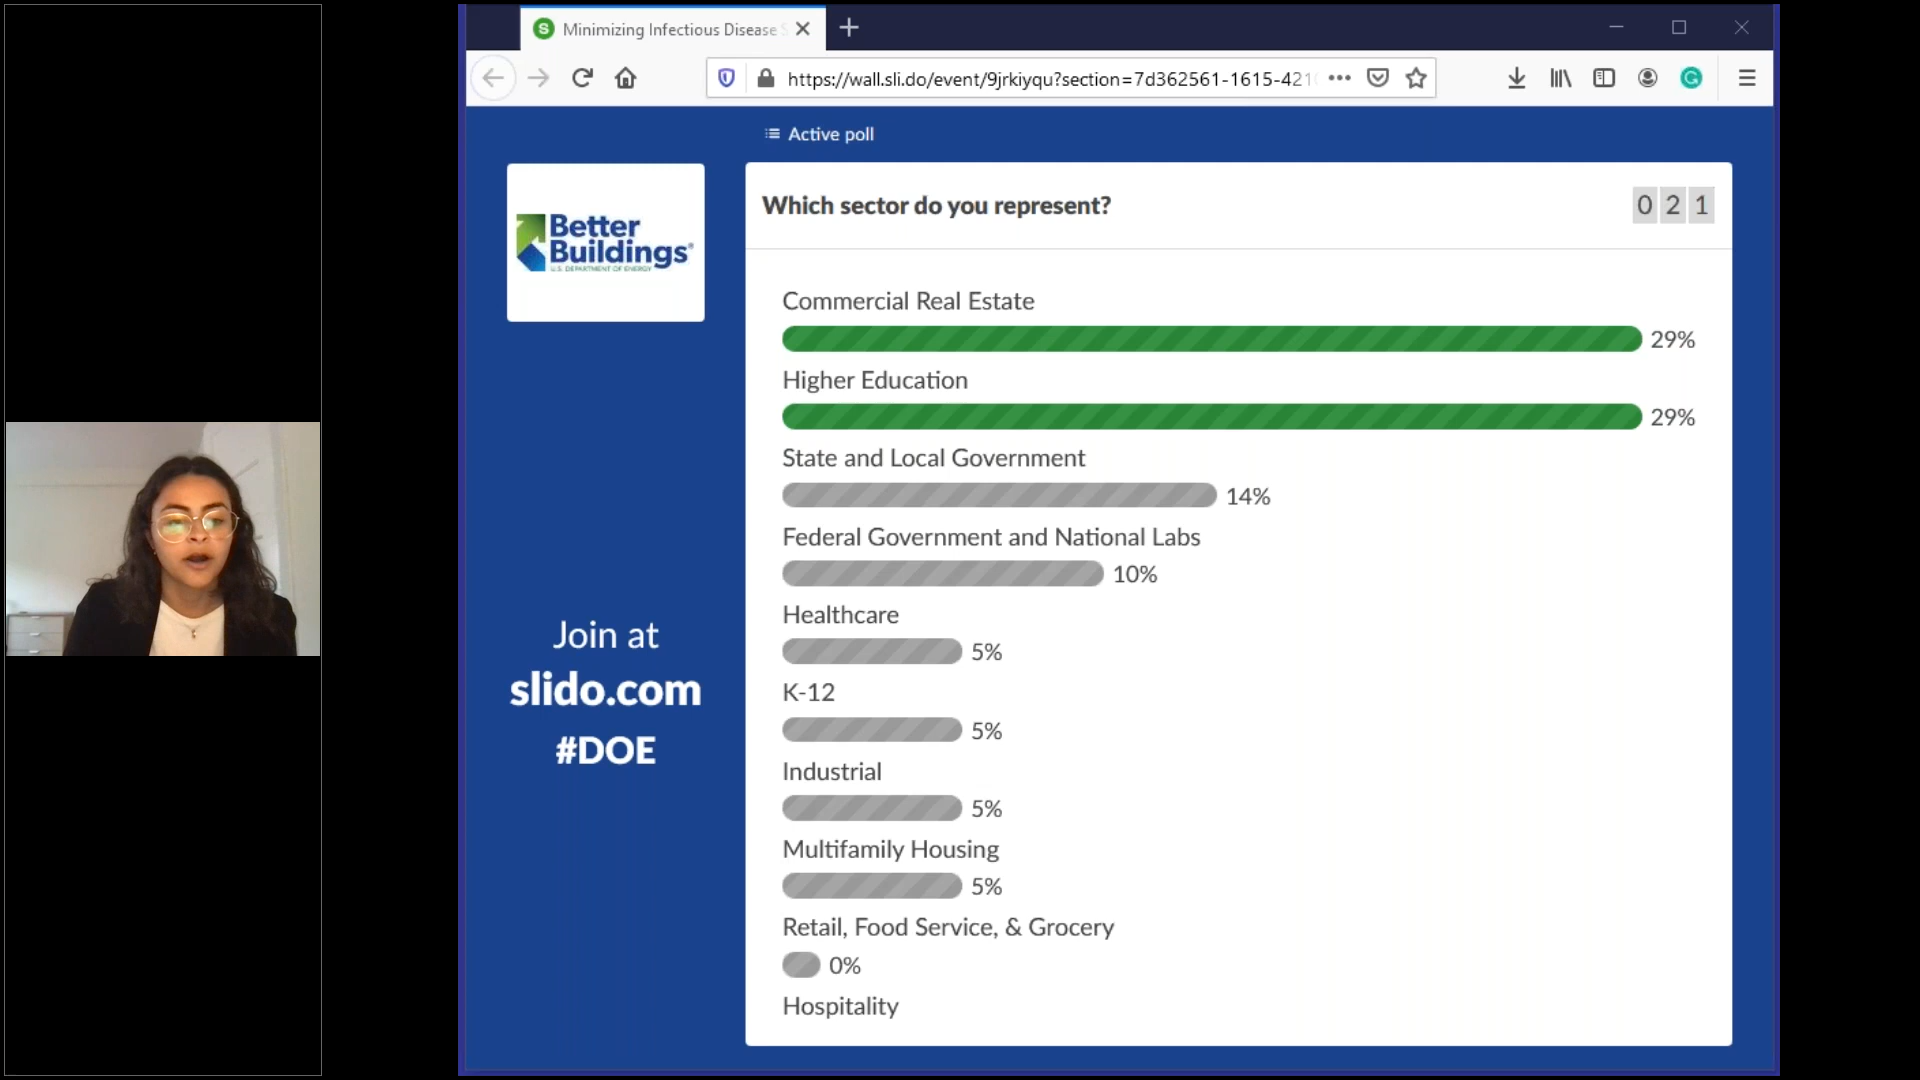 Minimizing Infectious Disease S
https://wall.sli.do/event/9jrkiyqu?section=7d362561-1615-421
Active poll
Better
Buildings®
U.S. DEPARTMENT OF ENERGY
Join at
slido.com
#DOE
Which sector do you represent?
0 2 1
Commercial Real Estate
29%
Higher Education
29%
State and Local Government
14%
Federal Government and National Labs
10%
Healthcare
5%
K-12
5%
Industrial
5%
Multifamily Housing
5%
Retail, Food Service, & Grocery
0%
Hospitality